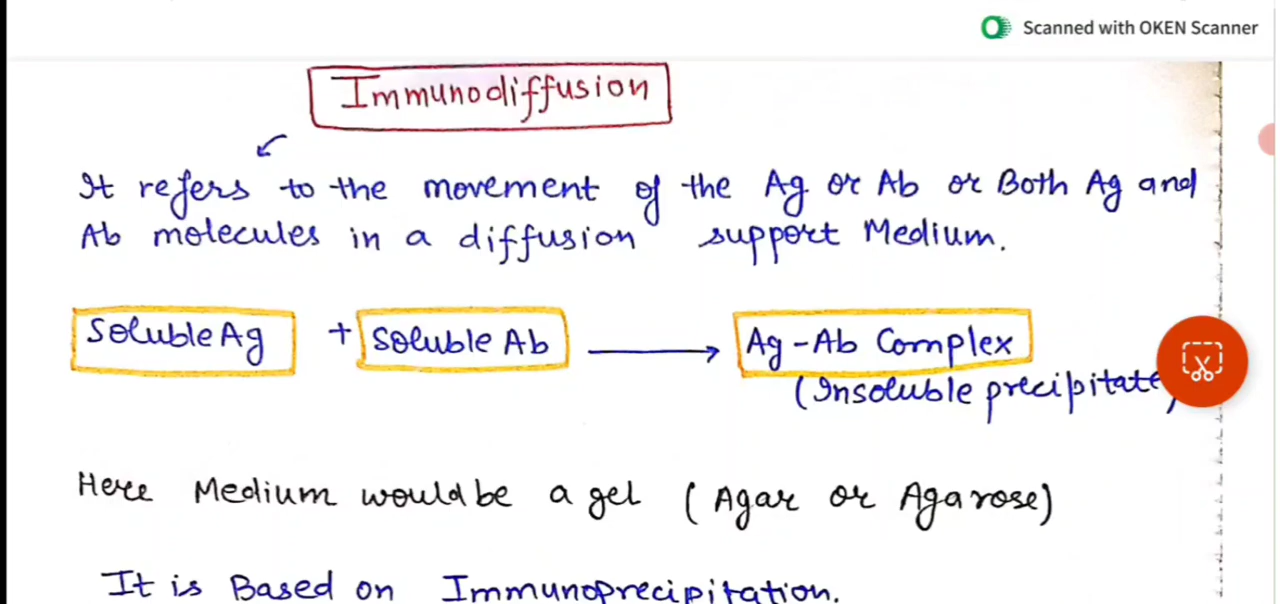 Scanned with OKEN Scanner
Immunodiffusion
It refers to the movement of the Ag or Ab or Both Ag and
Ab molecules in a diffusion support Medium.
Soluble Ag + Soluble Ab → Ag-Ab Complex
(Insoluble precipitate)
Here Medium would be a gel (Agar or Agarose)
It is Based on Immunoprecipitation.